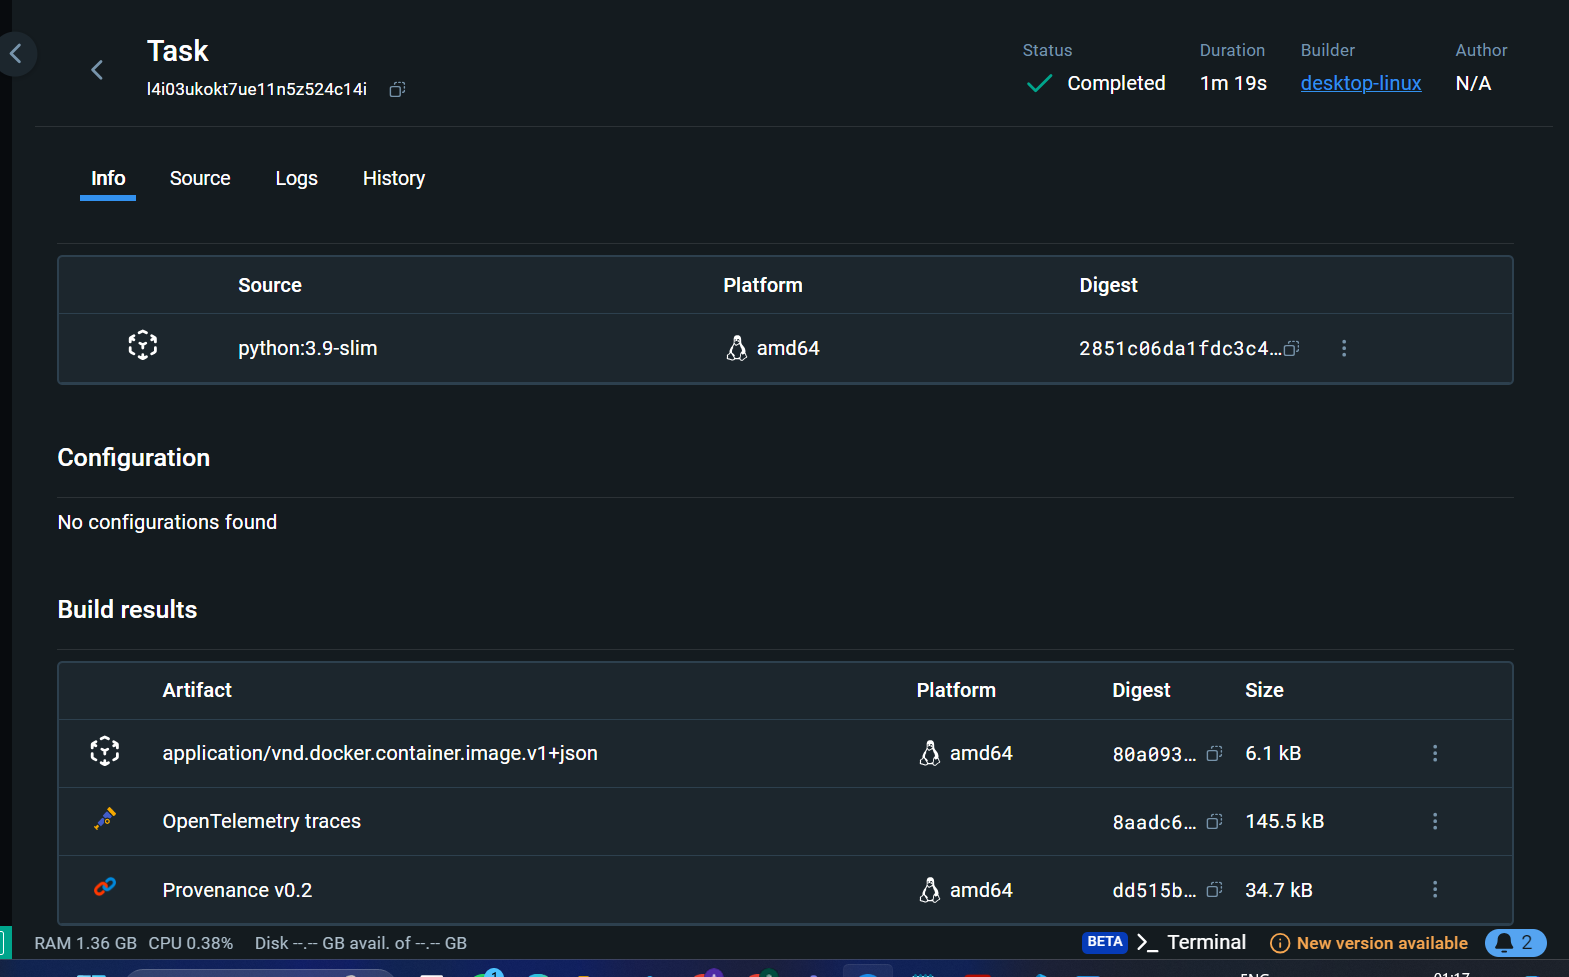 Task
l4i03ukokt7ue11n5z524c14i
Status
Duration
Builder
Author
Completed
1m 19s
desktop-linux
N/A
Info
Source
Logs
History
Source
Platform
Digest
python:3.9-slim
amd64
2851c06da1fdc3c4…
Configuration
No configurations found
Build results
Artifact
Platform
Digest
Size
application/vnd.docker.container.image.v1+json
amd64
80a093…
6.1 kB
OpenTelemetry traces
8aadc6…
145.5 kB
Provenance v0.2
amd64
dd515b…
34.7 kB
RAM 1.36 GB CPU 0.38% Disk --.-- GB avail. of --.-- GB
BETA
>_ Terminal
New version available
2